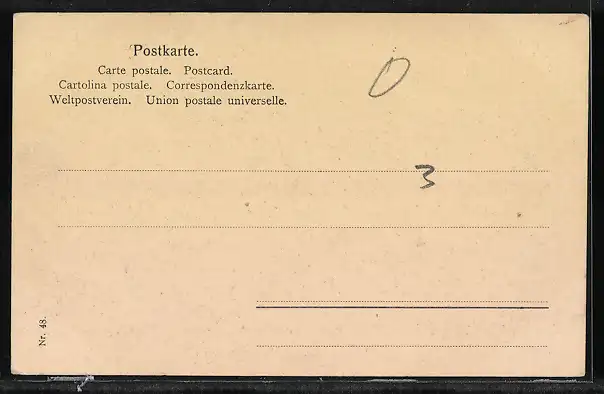 Postkarte.
Carte postale. Postcard.
Cartolina postale. Correspondenzkarte.
Weltpostverein. Union postale universelle.
0
3
Nr. 48.